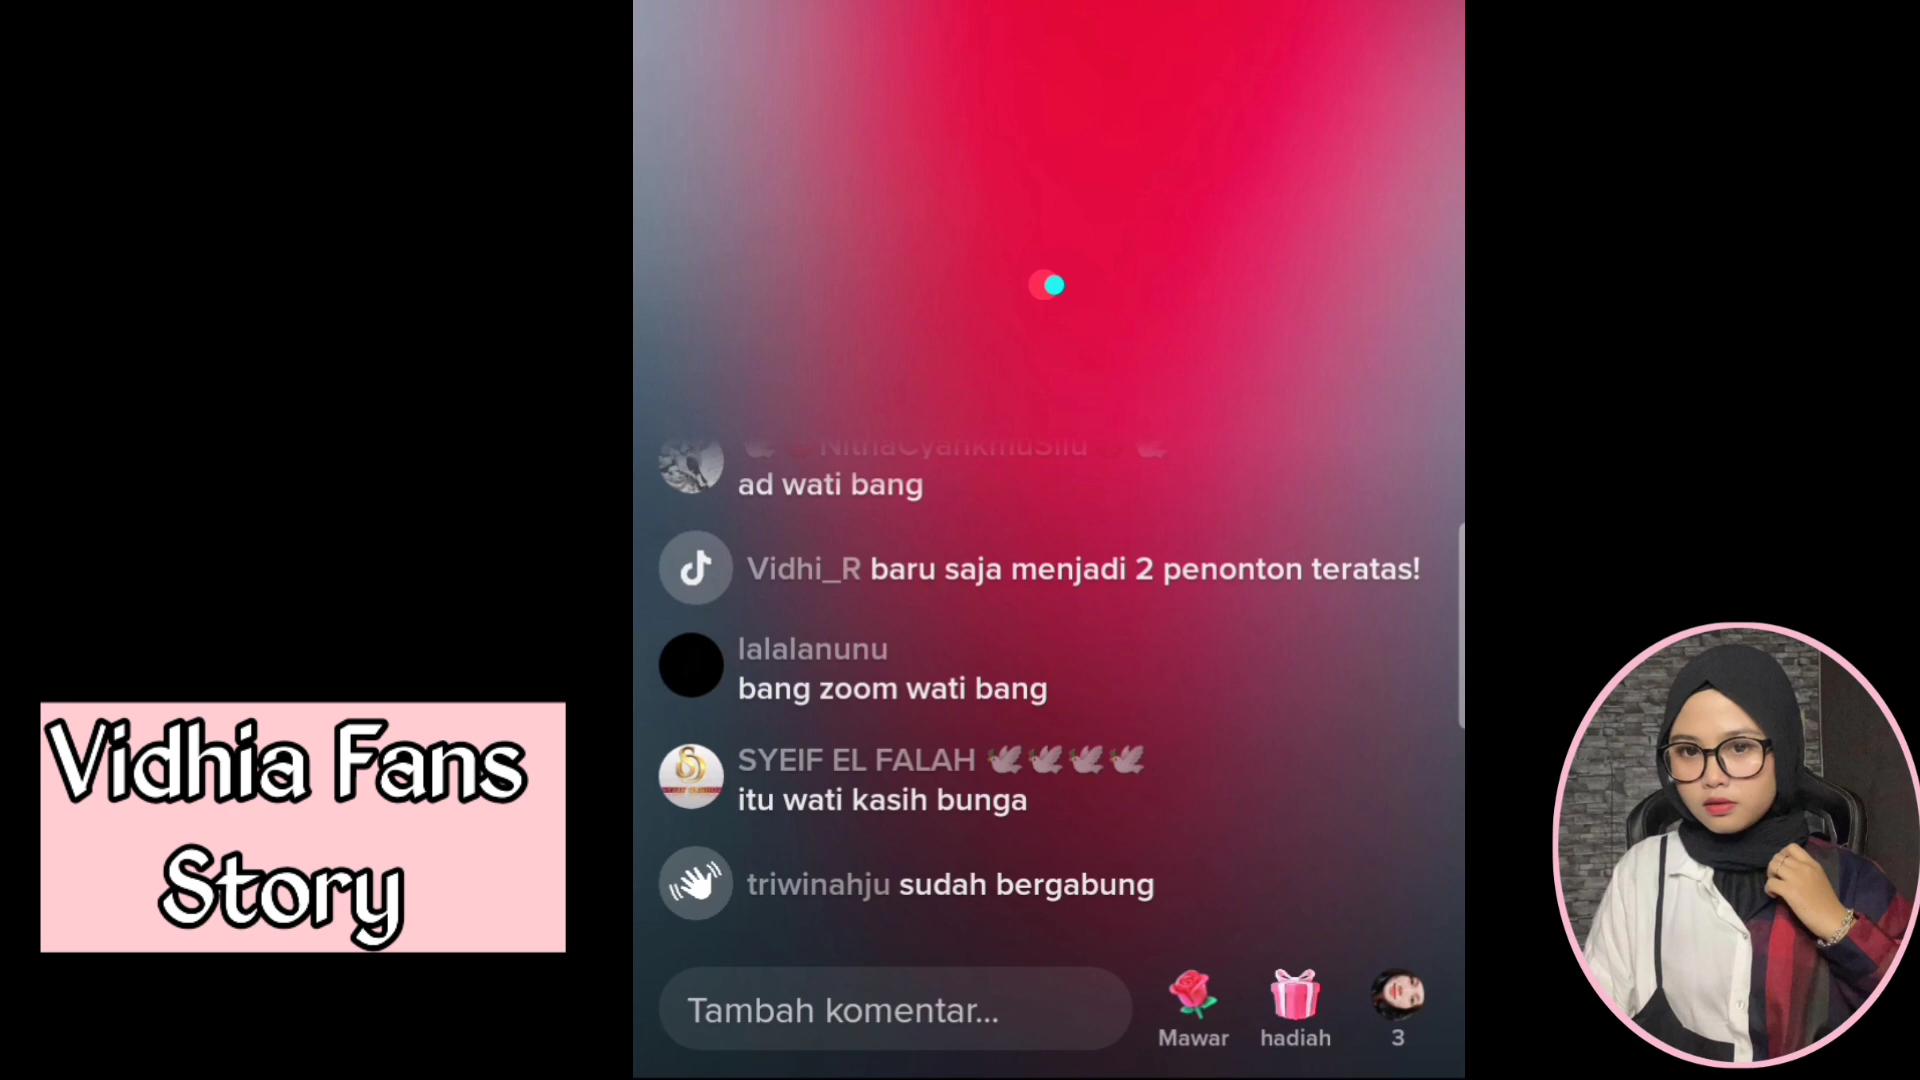 NithaCyankmuSllu
ad wati bang
Vidhi_R baru saja menjadi 2 penonton teratas!
lalalanunu
bang zoom wati bang
SYEIF EL FALAH 🕊️🕊️🕊️🕊️
itu wati kasih bunga
triwinahju sudah bergabung
Tambah komentar...
Mawar
hadiah
3
Vidhia Fans
Story